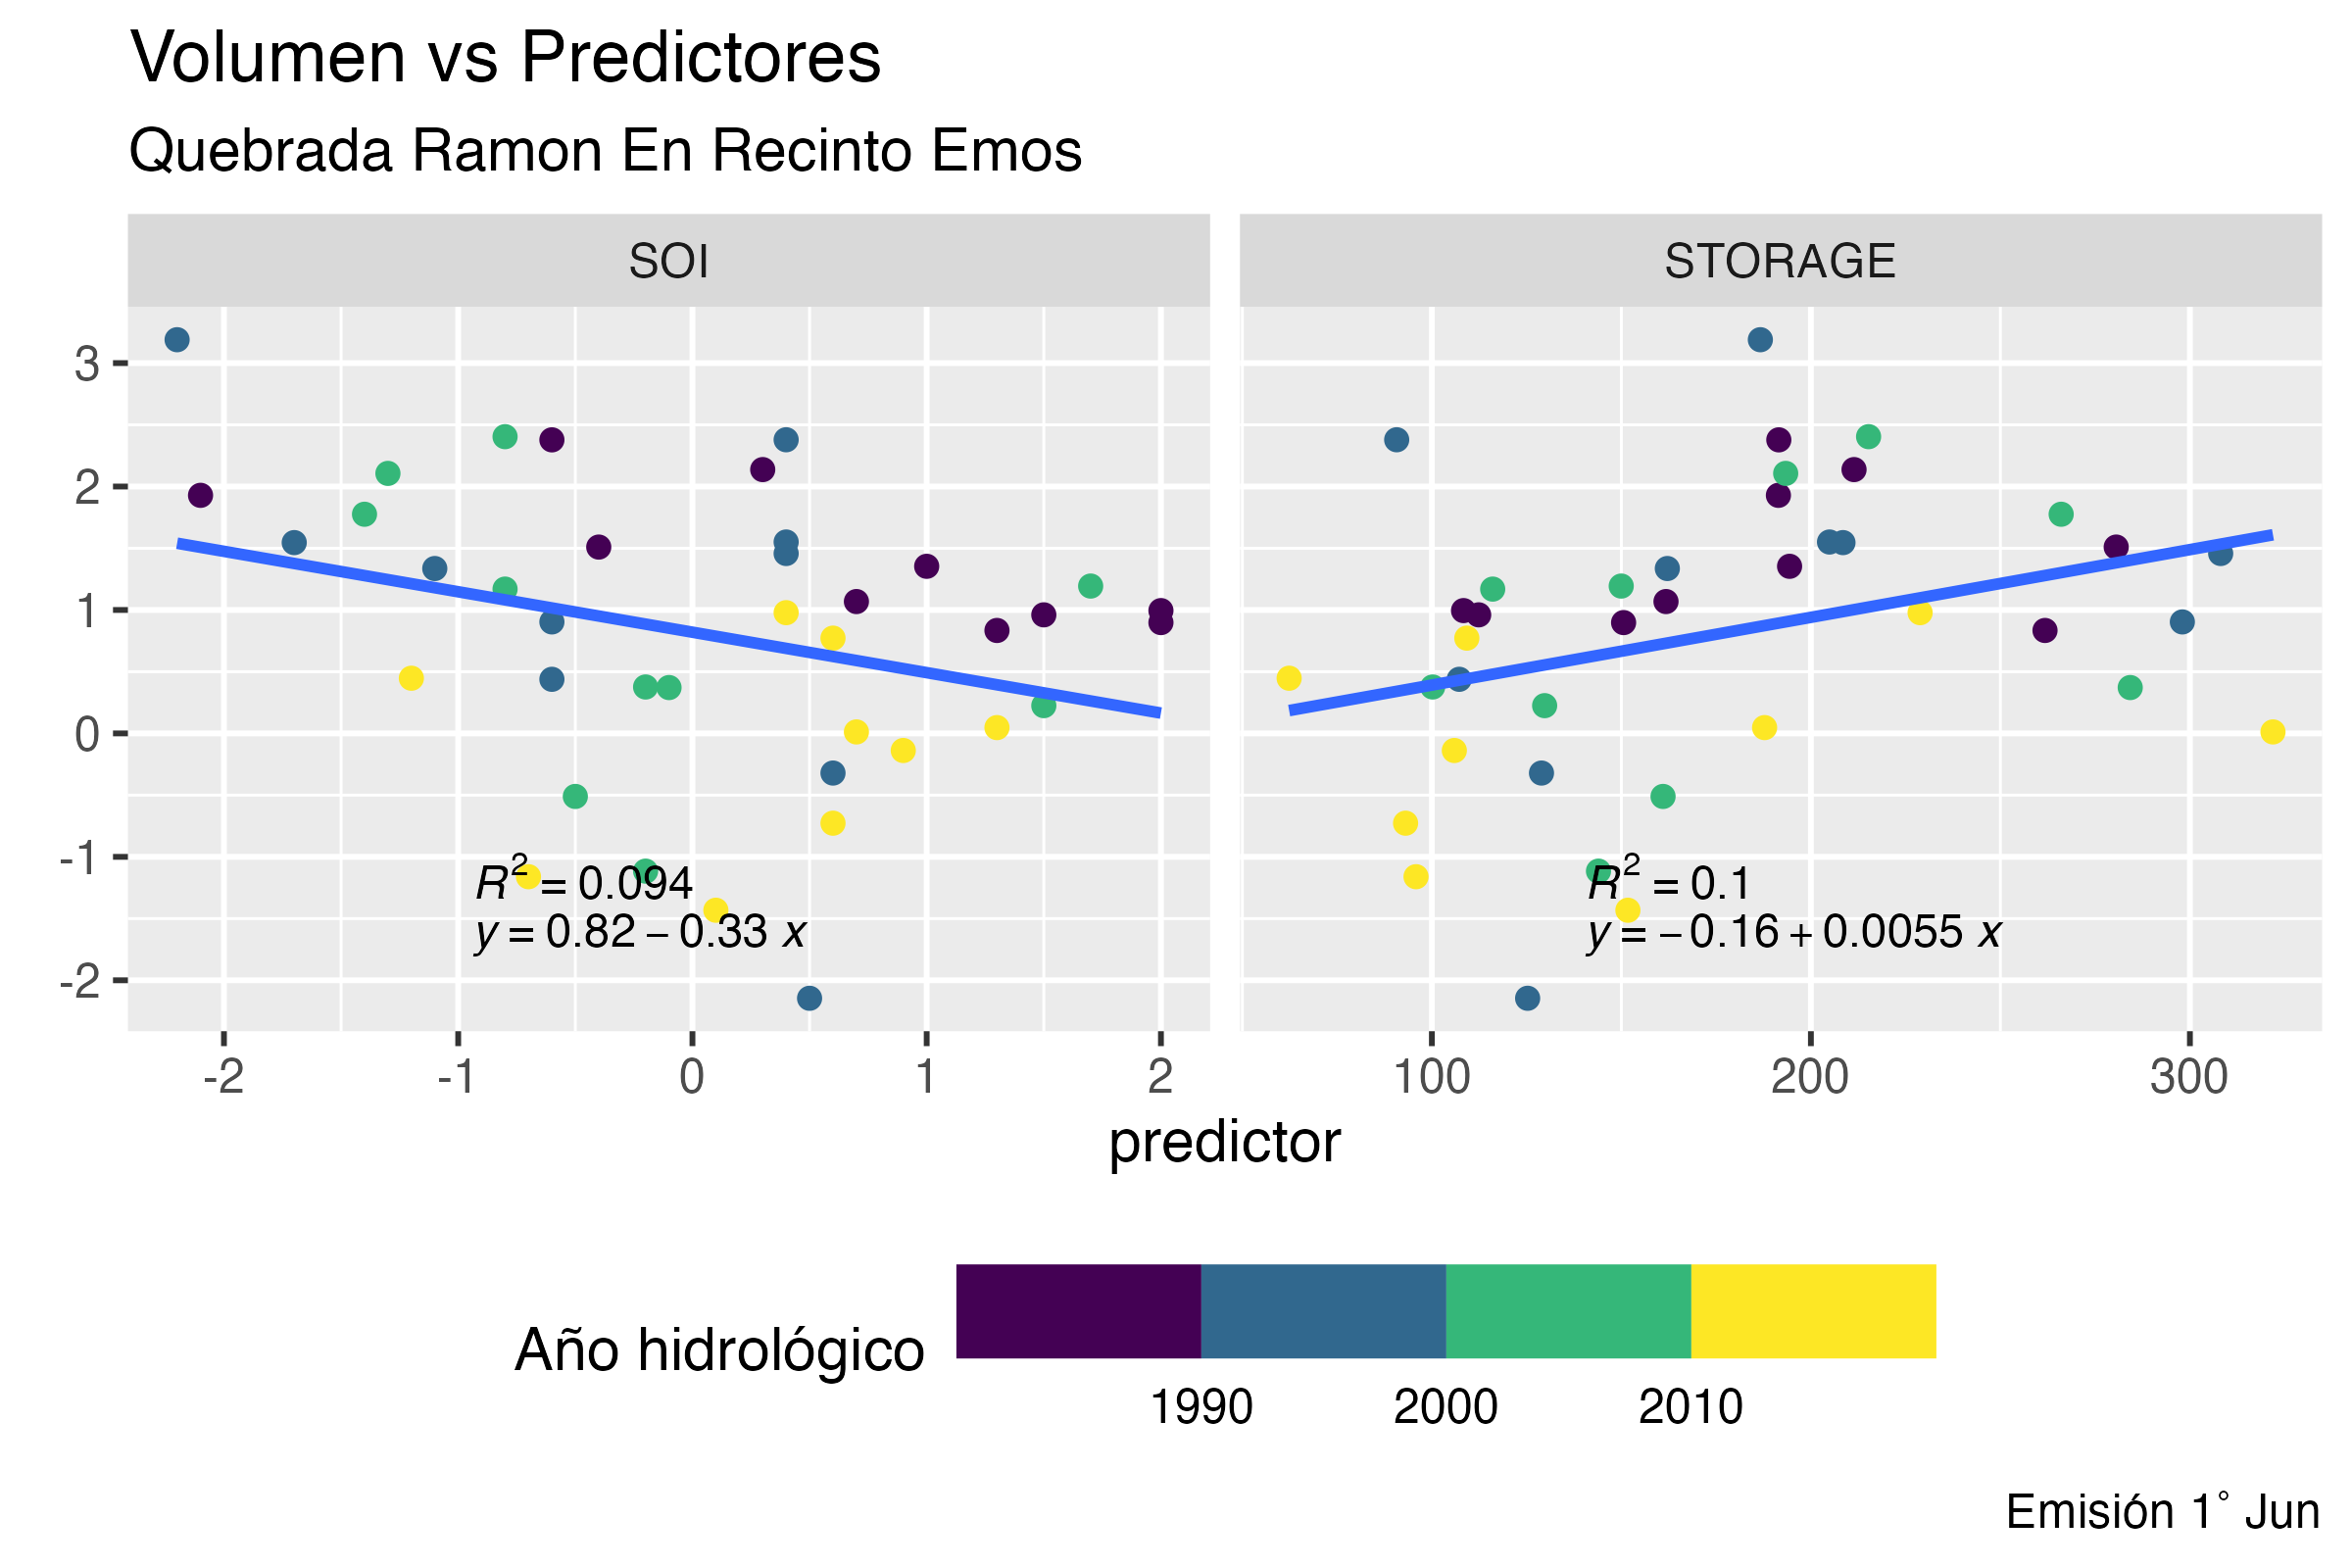 Volumen vs Predictores
Quebrada Ramon En Recinto Emos
SOI
STORAGE
3
2
1
0
-1
-2
R² = 0.094
y = 0.82 − 0.33 x
R² = 0.1
y = −0.16 + 0.0055 x
-2 -1 0 1 2
100 200 300
predictor
Año hidrológico
1990 2000 2010
Emisión 1˚ Jun